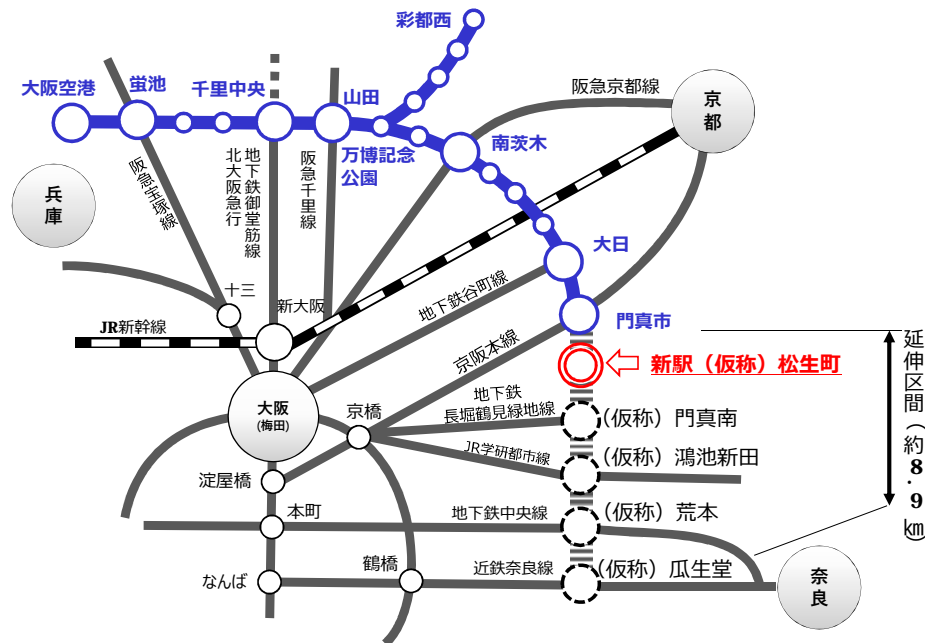 彩都西
大阪空港
蛍池
千里中央
山田
阪急京都線
京都
万博記念
公園
南茨木
兵庫
阪急宝塚線
地下鉄御堂筋線
北大阪急行
阪急千里線
大日
十三
新大阪
地下鉄谷町線
門真市
JR新幹線
京阪本線
新駅（仮称）松生町
延伸区間（約8.9㎞）
地下鉄
長堀鶴見緑地線
大阪
(梅田)
京橋
（仮称）門真南
JR学研都市線
（仮称）鴻池新田
淀屋橋
本町
地下鉄中央線
（仮称）荒本
鶴橋
なんば
近鉄奈良線
（仮称）瓜生堂
奈良